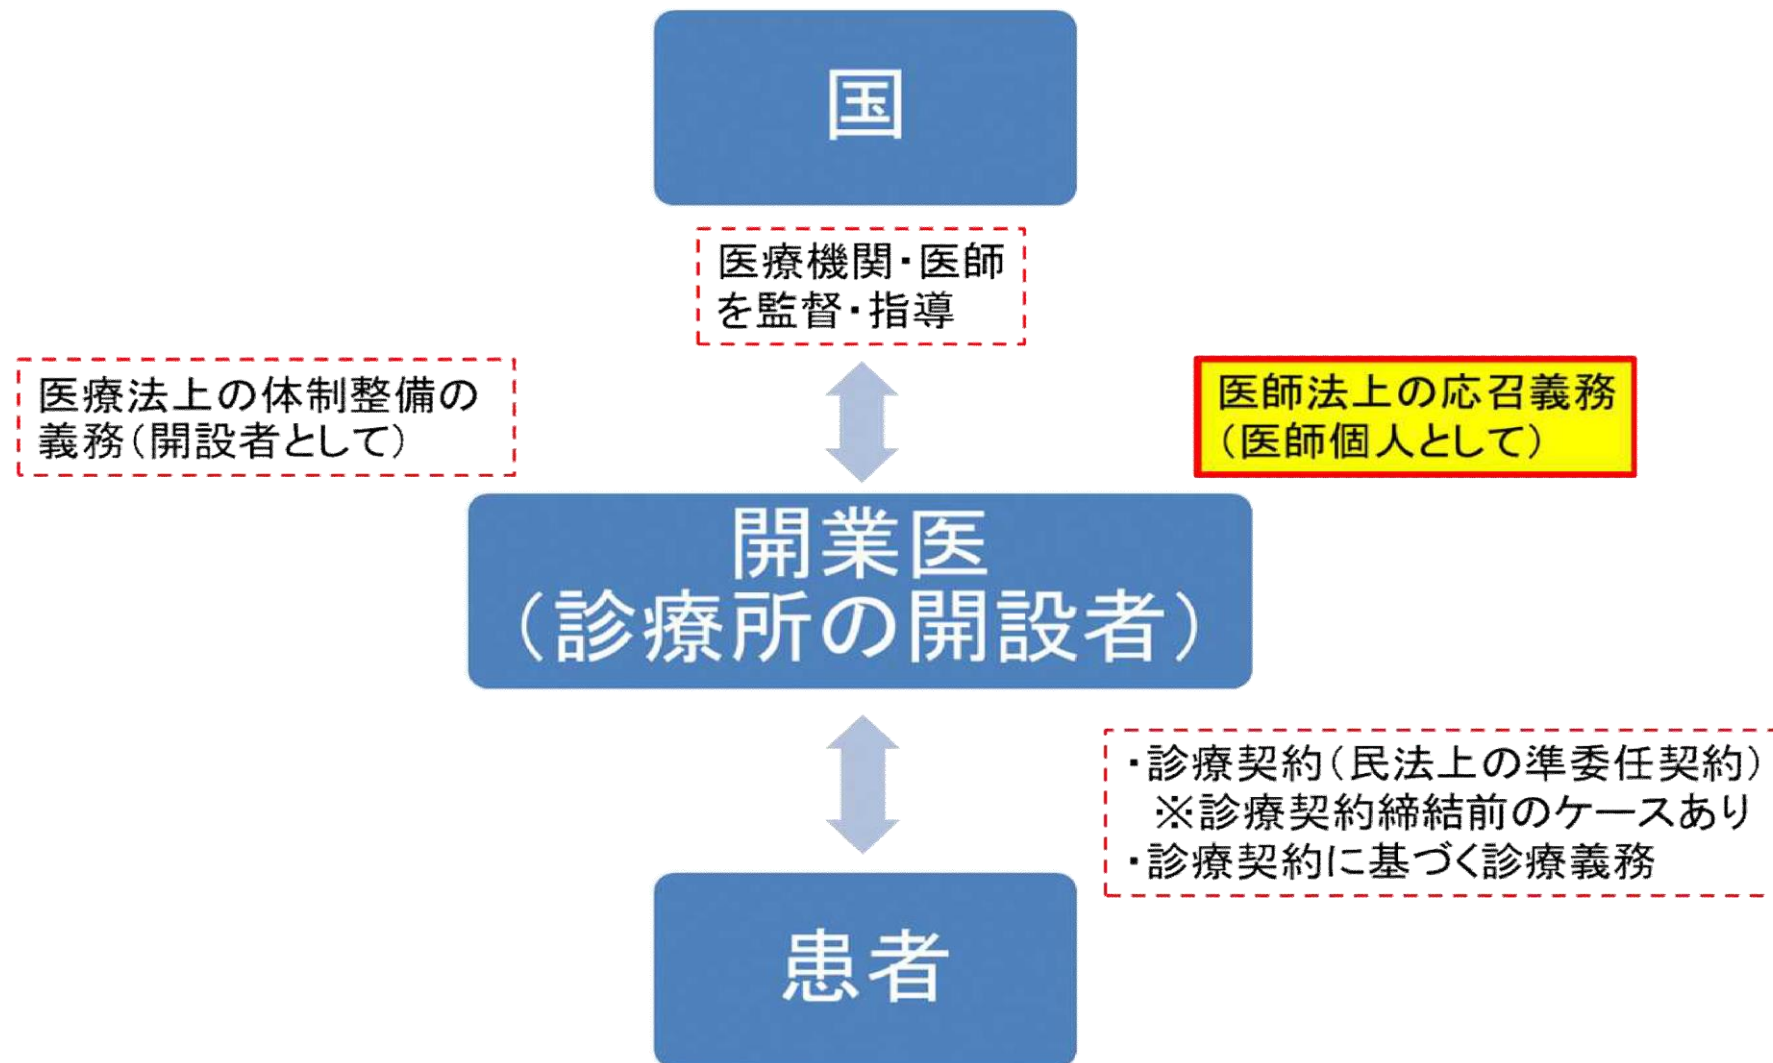 国
医療機関・医師
を監督・指導
医療法上の体制整備の
義務(開設者として)
医師法上の応召義務
(医師個人として)
開業医
(診療所の開設者)
・診療契約(民法上の準委任契約)
※診療契約締結前のケースあり
・診療契約に基づく診療義務
患者